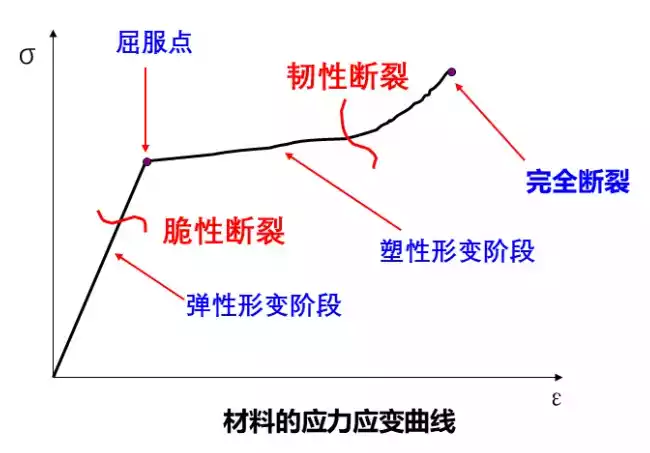 σ
屈服点
韧性断裂
完全断裂
脆性断裂
塑性形变阶段
弹性形变阶段
ε
材料的应力应变曲线